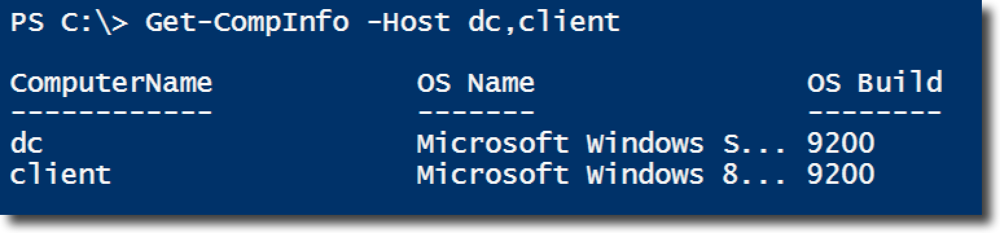 PS C:\> Get-CompInfo -Host dc,client
ComputerName OS Name OS Build
------------ ------- --------
dc Microsoft Windows S... 9200
client Microsoft Windows 8... 9200